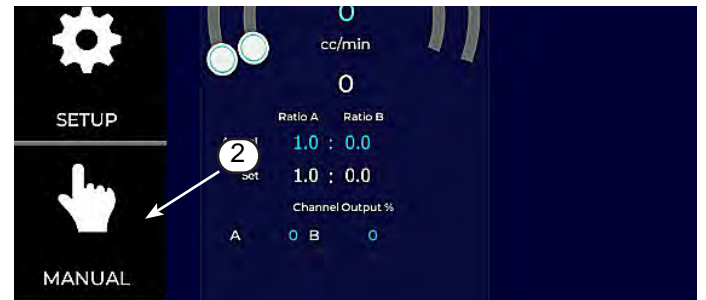 0
cc/min
0
SETUP
Ratio A Ratio B
1.0 : 0.0
2
Set 1.0 : 0.0
Channel Output %
A 0 B 0
MANUAL